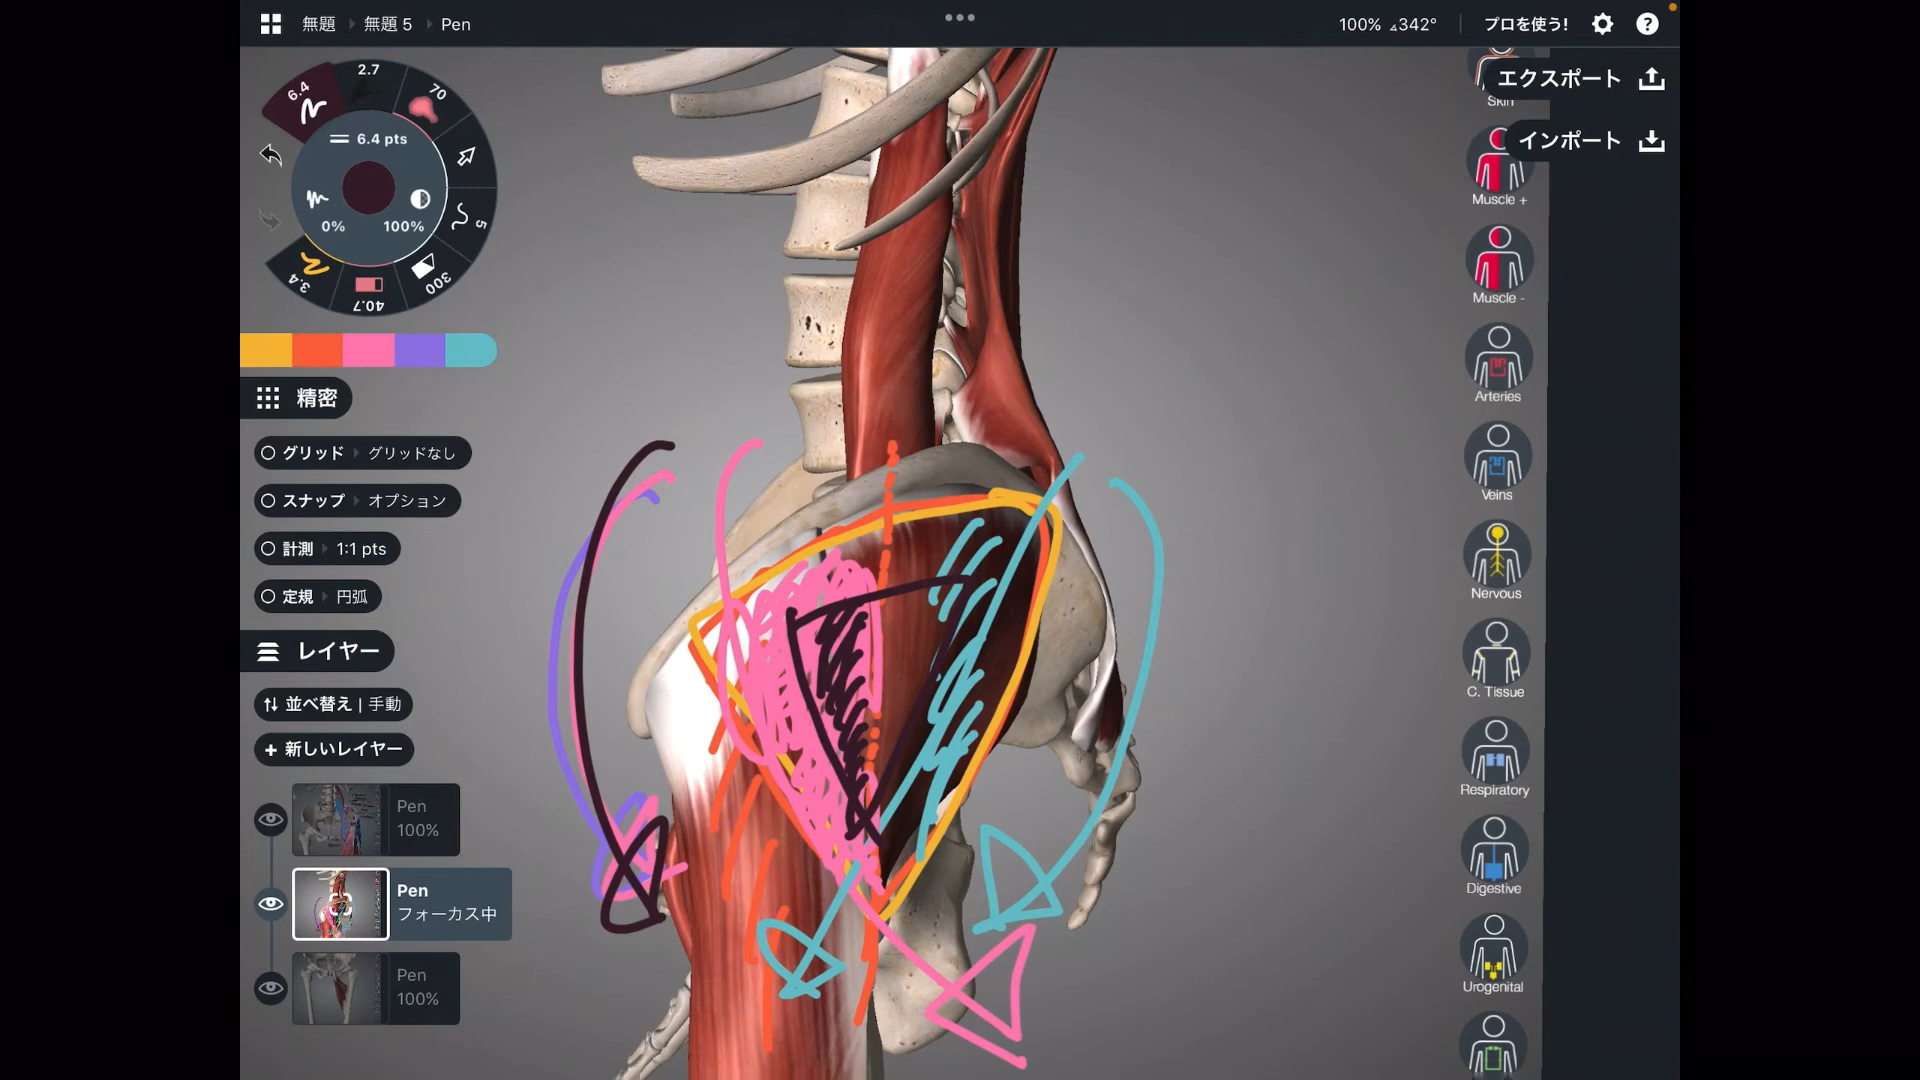 無題 無題 5 Pen
100% 342°
プロを使う!
エクスポート
インポート
2.7
6.4
70
6.4 pts
0%
100%
5
300
40.7
3.4
精密
グリッド グリッドなし
スナップ オプション
計測 1:1 pts
定規 円弧
レイヤー
並べ替え | 手動
+ 新しいレイヤー
Pen
100%
Pen
フォーカス中
Pen
100%
Skin
Muscle +
Muscle -
Arteries
Veins
Nervous
C. Tissue
Respiratory
Digestive
Urogenital